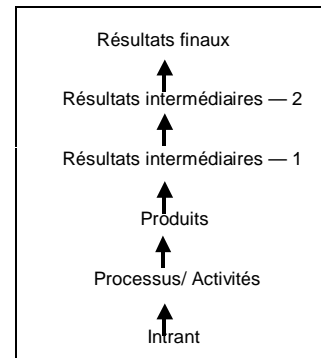 Résultats finaux
Résultats intermédiaires — 2
Résultats intermédiaires — 1
Produits
Processus/ Activités
Intrant